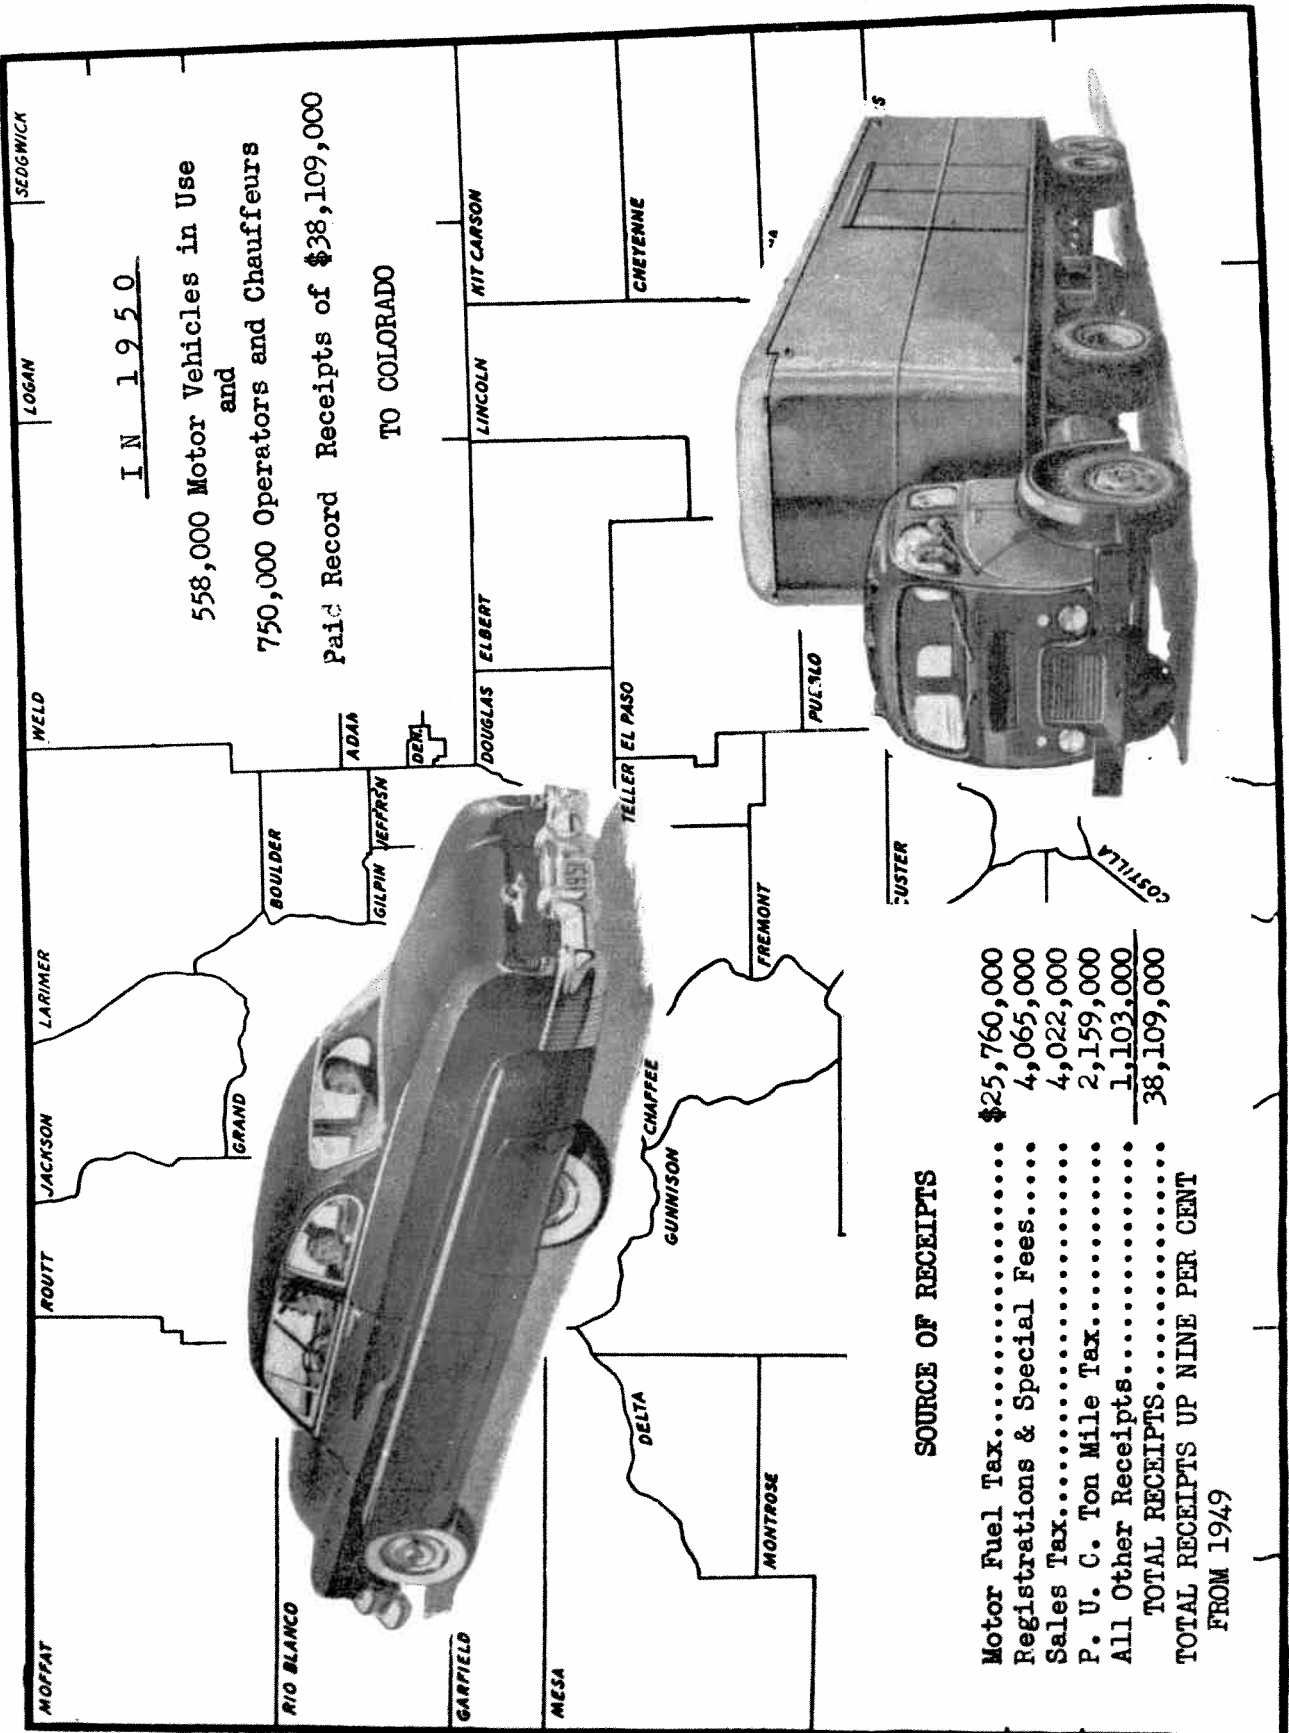 MOFFAT
ROUTT
JACKSON
LARIMER
WELD
LOGAN
SEDGWICK
RIO BLANCO
GRAND
BOULDER
GILPIN
JEFFRSN
ADAA
DEN
GARFIELD
MESA
DOUGLAS
ELBERT
LINCOLN
KIT CARSON
TELLER
EL PASO
CHEYENNE
DELTA
GUNNISON
CHAFFEE
MONTROSE
FREMONT
PUEBLO
CUSTER
COSTILLA
IN 1950
558,000 Motor Vehicles in Use
and
750,000 Operators and Chauffeurs
Paid Record Receipts of $38,109,000
TO COLORADO
SOURCE OF RECEIPTS
Motor Fuel Tax........................ $25,760,000
Registrations & Special Fees..... 4,065,000
Sales Tax............................. 4,022,000
P. U. C. Ton Mile Tax.............. 2,159,000
All Other Receipts.................. 1,103,000
TOTAL RECEIPTS.................. 38,109,000
TOTAL RECEIPTS UP NINE PER CENT
FROM 1949